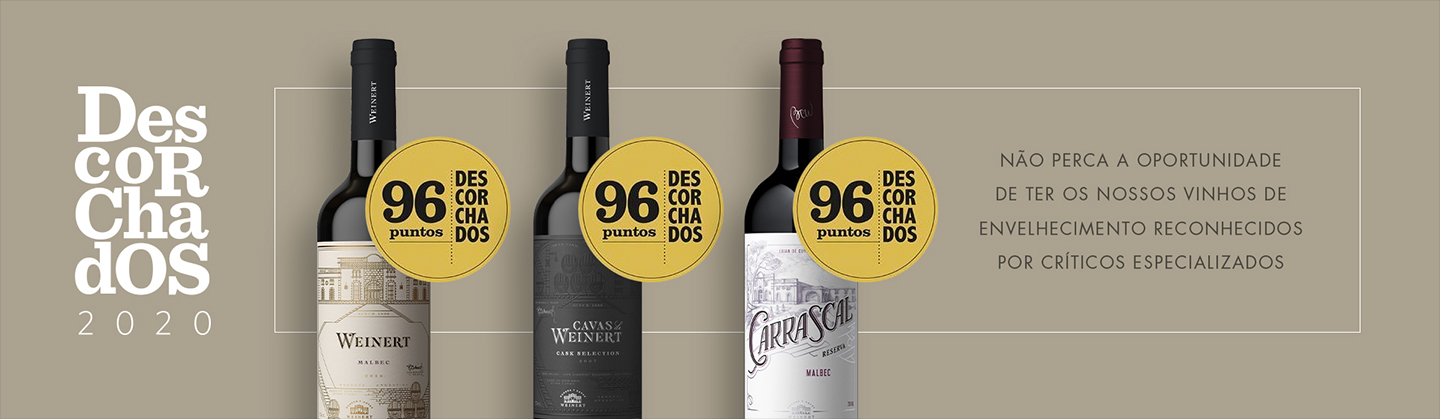 Des
coR
Cha
dOS
2020
WEINERT
96
puntos
DES
COR
CHA
DOS
WEINERT
MALBEC
WEINERT
96
puntos
DES
COR
CHA
DOS
CAVAS de
WEINERT
CASK SELECTION
WEINERT
96
puntos
DES
COR
CHA
DOS
CARRASCAL
RESERVA
MALBEC
NÃO PERCA A OPORTUNIDADE
DE TER OS NOSSOS VINHOS DE
ENVELHECIMENTO RECONHECIDOS
POR CRÍTICOS ESPECIALIZADOS